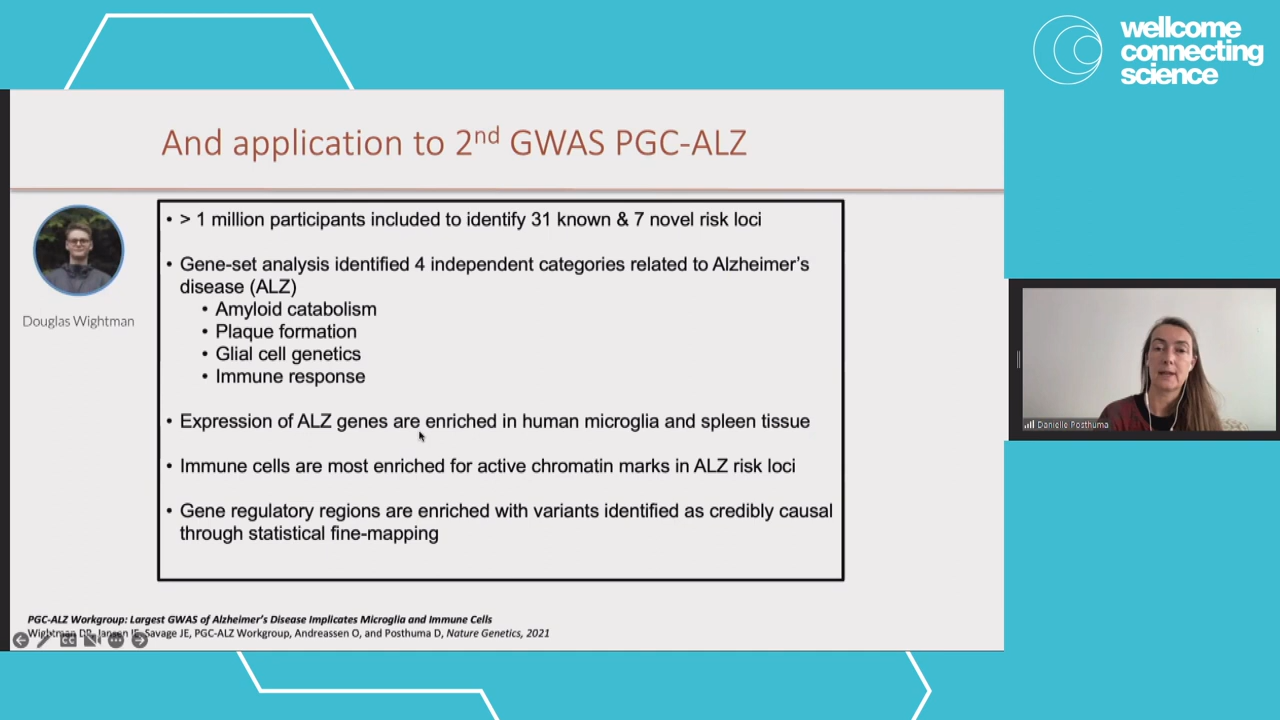 wellcome
connecting
science
And application to 2nd GWAS PGC-ALZ
Douglas Wightman
• > 1 million participants included to identify 31 known & 7 novel risk loci
• Gene-set analysis identified 4 independent categories related to Alzheimer's
disease (ALZ)
• Amyloid catabolism
• Plaque formation
• Glial cell genetics
• Immune response
• Expression of ALZ genes are enriched in human microglia and spleen tissue
• Immune cells are most enriched for active chromatin marks in ALZ risk loci
• Gene regulatory regions are enriched with variants identified as credibly causal
through statistical fine-mapping
PGC-ALZ Workgroup: Largest GWAS of Alzheimer's Disease Implicates Microglia and Immune Cells
Wightman DP, Jansen IE, Savage JE, PGC-ALZ Workgroup, Andreassen O, and Posthuma D, Nature Genetics, 2021
CC
Danielle Posthuma